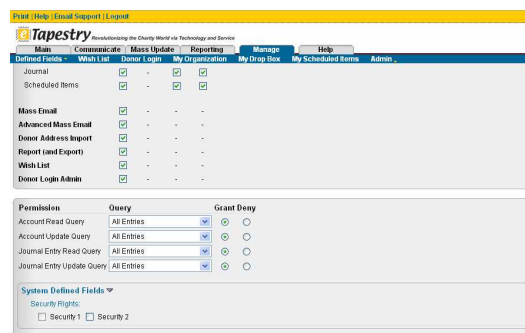 Print | Help | Email Support | Logout
eTapestry Revolutionizing the Charity World via Technology and Service
Main Communicate Mass Update Reporting Manage Help
Defined Fields - Wish List Donor Login My Organization My Drop Box My Scheduled Items Admin
Journal - 
Scheduled Items -
Mass Email - - -
Advanced Mass Email - - -
Donor Address Import - - -
Report (and Export) - - -
Wish List - - -
Donor Login Admin - - -
Permission Query Grant Deny
Account Read Query All Entries
Account Update Query All Entries
Journal Entry Read Query All Entries
Journal Entry Update Query All Entries
System Defined Fields
Security Rights:
Security 1 Security 2